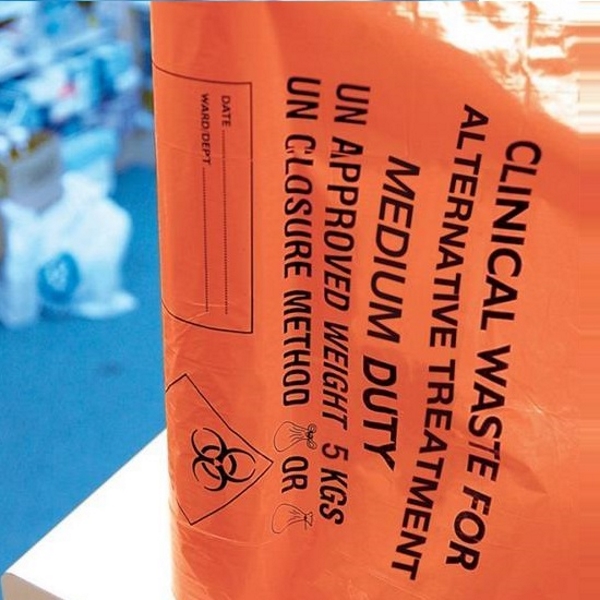 CLINICAL WASTE FOR
ALTERNATIVE TREATMENT
MEDIUM DUTY
UN APPROVED WEIGHT 5 KGS
UN CLOSURE METHOD OR
DATE
WARD/DEPT